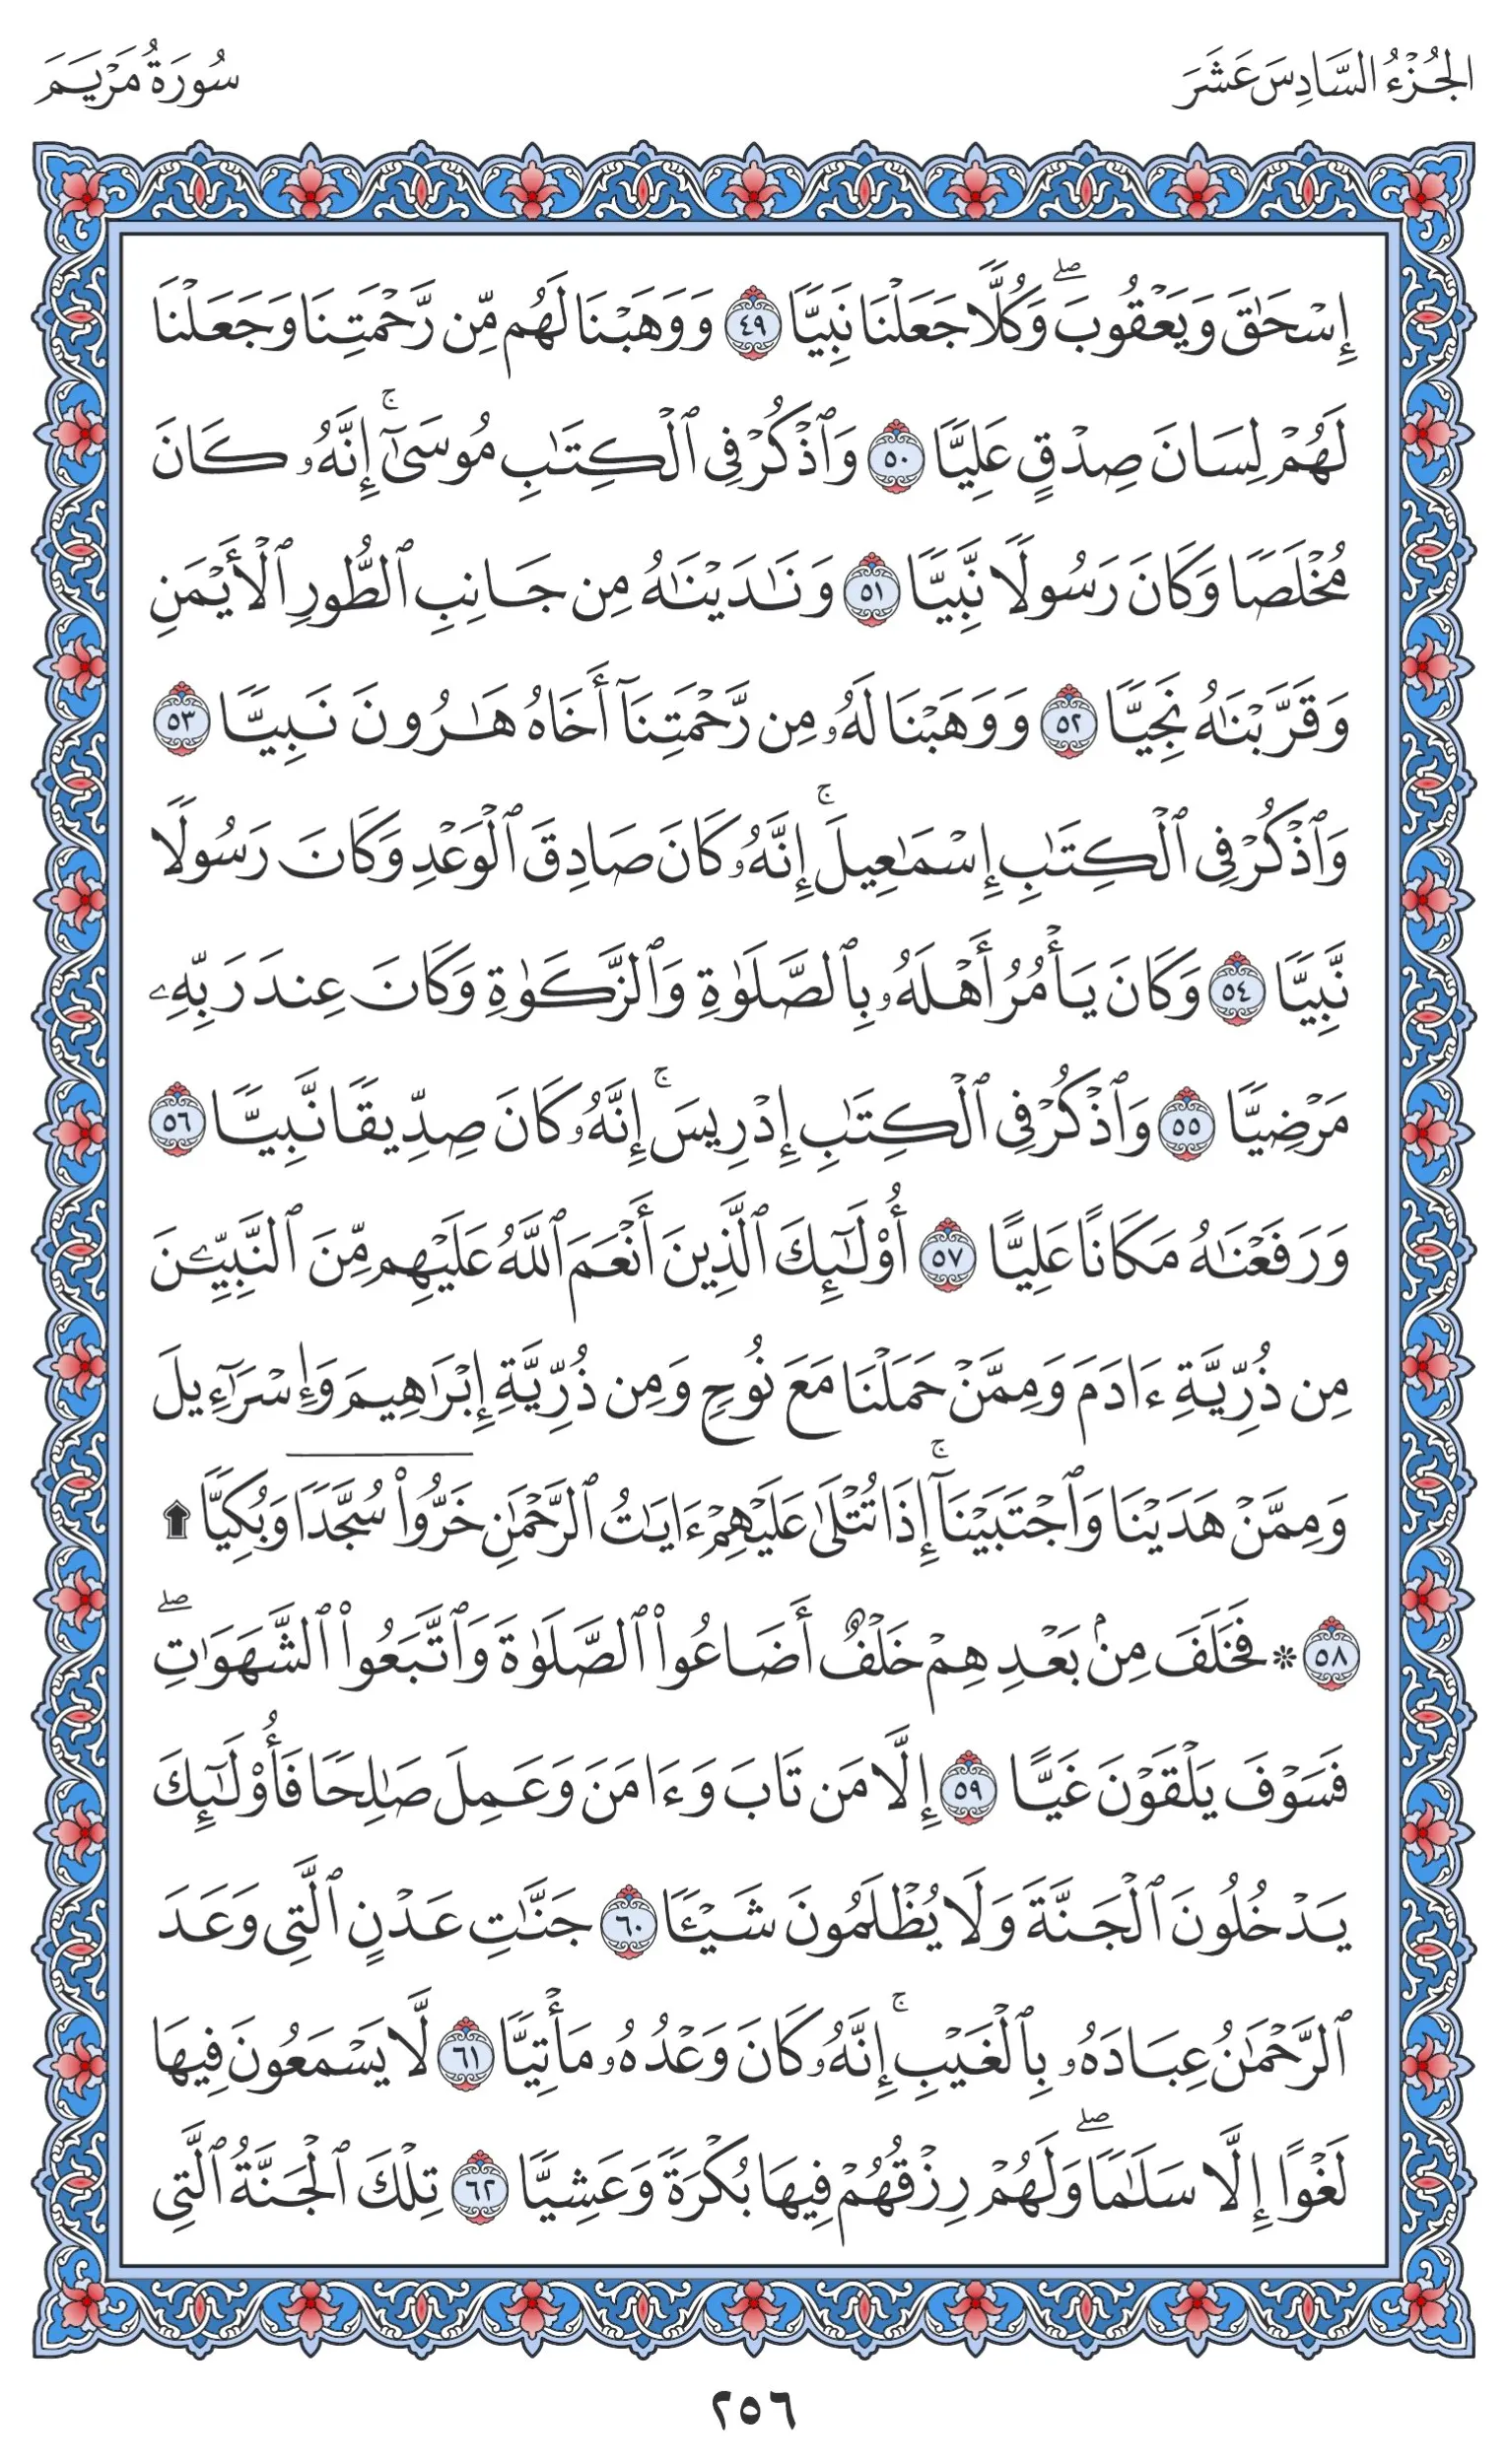 الجُزْءُ السَّادِسَ عَشَرَ
سُورَةُ مَرْيَمَ
إِسْحَٰقَ وَيَعْقُوبَۖ وَكُلًّا جَعَلْنَا نَبِيًّا ٤٩ وَوَهَبْنَا لَهُم مِّن رَّحْمَتِنَا وَجَعَلْنَا
لَهُمْ لِسَانَ صِدْقٍ عَلِيًّا ٥٠ وَٱذْكُرْ فِي ٱلْكِتَٰبِ مُوسَىٰٓۚ إِنَّهُۥ كَانَ
مُخْلَصًا وَكَانَ رَسُولًا نَّبِيًّا ٥١ وَنَٰدَيْنَٰهُ مِن جَانِبِ ٱلطُّورِ ٱلْأَيْمَنِ
وَقَرَّبْنَٰهُ نَجِيًّا ٥٢ وَوَهَبْنَا لَهُۥ مِن رَّحْمَتِنَآ أَخَاهُ هَٰرُونَ نَبِيًّا ٥٣
وَٱذْكُرْ فِي ٱلْكِتَٰبِ إِسْمَٰعِيلَۚ إِنَّهُۥ كَانَ صَادِقَ ٱلْوَعْدِ وَكَانَ رَسُولًا
نَّبِيًّا ٥٤ وَكَانَ يَأْمُرُ أَهْلَهُۥ بِٱلصَّلَوٰةِ وَٱلزَّكَوٰةِ وَكَانَ عِندَ رَبِّهِۦ
مَرْضِيًّا ٥٥ وَٱذْكُرْ فِي ٱلْكِتَٰبِ إِدْرِيسَۚ إِنَّهُۥ كَانَ صِدِّيقًا نَّبِيًّا ٥٦
وَرَفَعْنَٰهُ مَكَانًا عَلِيًّا ٥٧ أُوْلَٰٓئِكَ ٱلَّذِينَ أَنْعَمَ ٱللَّهُ عَلَيْهِم مِّنَ ٱلنَّبِيِّـۧنَ
مِن ذُرِّيَّةِ ءَادَمَ وَمِمَّنْ حَمَلْنَا مَعَ نُوحٍ وَمِن ذُرِّيَّةِ إِبْرَٰهِيمَ وَإِسْرَٰٓءِيلَ
وَمِمَّنْ هَدَيْنَا وَٱجْتَبَيْنَآۚ إِذَا تُتْلَىٰ عَلَيْهِمْ ءَايَٰتُ ٱلرَّحْمَٰنِ خَرُّواْ سُجَّدًا وَبُكِيًّا
٥٨ ۞ فَخَلَفَ مِنۢ بَعْدِهِمْ خَلْفٌ أَضَاعُواْ ٱلصَّلَوٰةَ وَٱتَّبَعُواْ ٱلشَّهَوَٰتِۖ
فَسَوْفَ يَلْقَوْنَ غَيًّا ٥٩ إِلَّا مَن تَابَ وَءَامَنَ وَعَمِلَ صَٰلِحًا فَأُوْلَٰٓئِكَ
يَدْخُلُونَ ٱلْجَنَّةَ وَلَا يُظْلَمُونَ شَيْـًٔا ٦٠ جَنَّٰتِ عَدْنٍ ٱلَّتِي وَعَدَ
ٱلرَّحْمَٰنُ عِبَادَهُۥ بِٱلْغَيْبِۚ إِنَّهُۥ كَانَ وَعْدُهُۥ مَأْتِيًّا ٦١ لَّا يَسْمَعُونَ فِيهَا
لَغْوًا إِلَّا سَلَٰمًاۖ وَلَهُمْ رِزْقُهُمْ فِيهَا بُكْرَةً وَعَشِيًّا ٦٢ تِلْكَ ٱلْجَنَّةُ ٱلَّتِي
٢٥٦